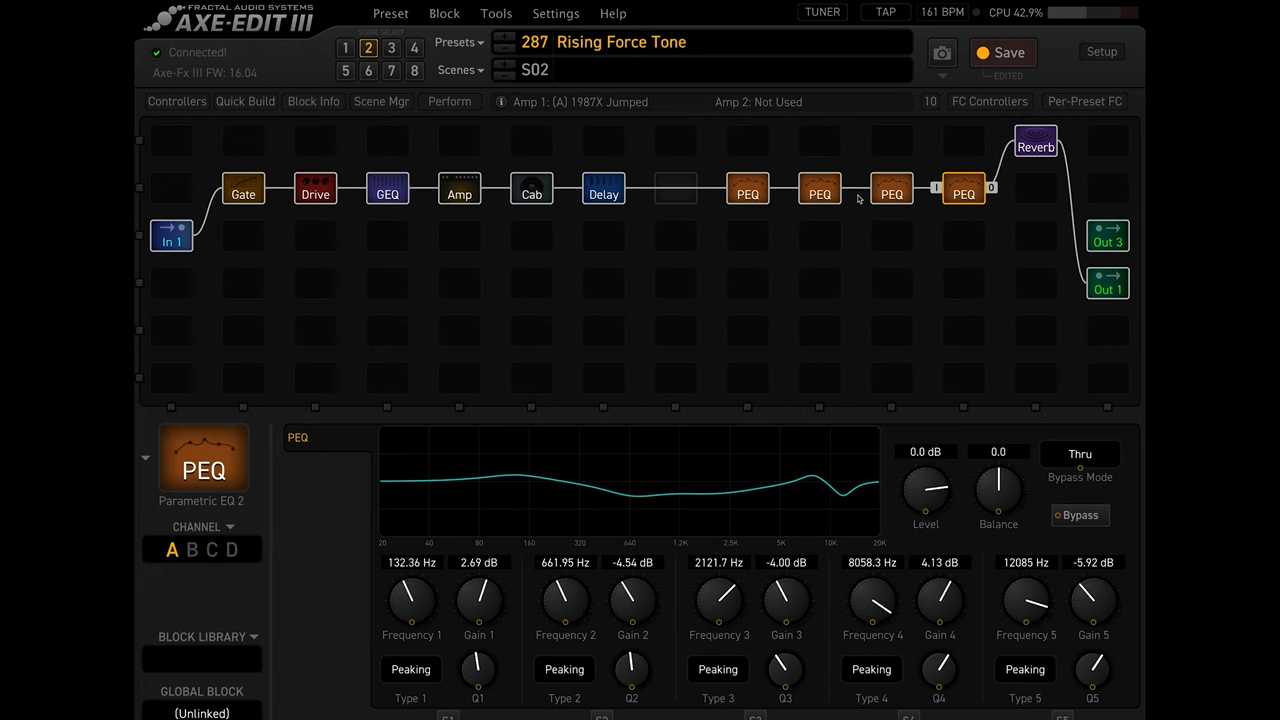 FRACTAL AUDIO SYSTEMS
AXE-EDIT III
Preset Block Tools Settings Help
TUNER TAP 161 BPM CPU 42.9%
Connected!
Axe-Fx III FW: 16.04
SCENE SELECT
1 2 3 4
5 6 7 8
Presets 287 Rising Force Tone
Scenes S02
Save
EDITED
Setup
Controllers Quick Build Block Info Scene Mgr Perform Amp 1: (A) 1987X Jumped Amp 2: Not Used 10 FC Controllers Per-Preset FC
Reverb
Gate Drive GEQ Amp Cab Delay PEQ PEQ PEQ I PEQ O
In 1 Out 3
Out 1
PEQ
Parametric EQ 2
CHANNEL
A B C D
BLOCK LIBRARY
GLOBAL BLOCK
(Unlinked)
PEQ
20 40 80 160 320 640 1.2K 2.5K 5K 10K 20K
0.0 dB 0.0 Thru
Level Balance Bypass Mode
Bypass
132.36 Hz 2.69 dB 661.95 Hz -4.54 dB 2121.7 Hz -4.00 dB 8058.3 Hz 4.13 dB 12085 Hz -5.92 dB
Frequency 1 Gain 1 Frequency 2 Gain 2 Frequency 3 Gain 3 Frequency 4 Gain 4 Frequency 5 Gain 5
Peaking Peaking Peaking Peaking Peaking
Type 1 Q1 Type 2 Q2 Type 3 Q3 Type 4 Q4 Type 5 Q5